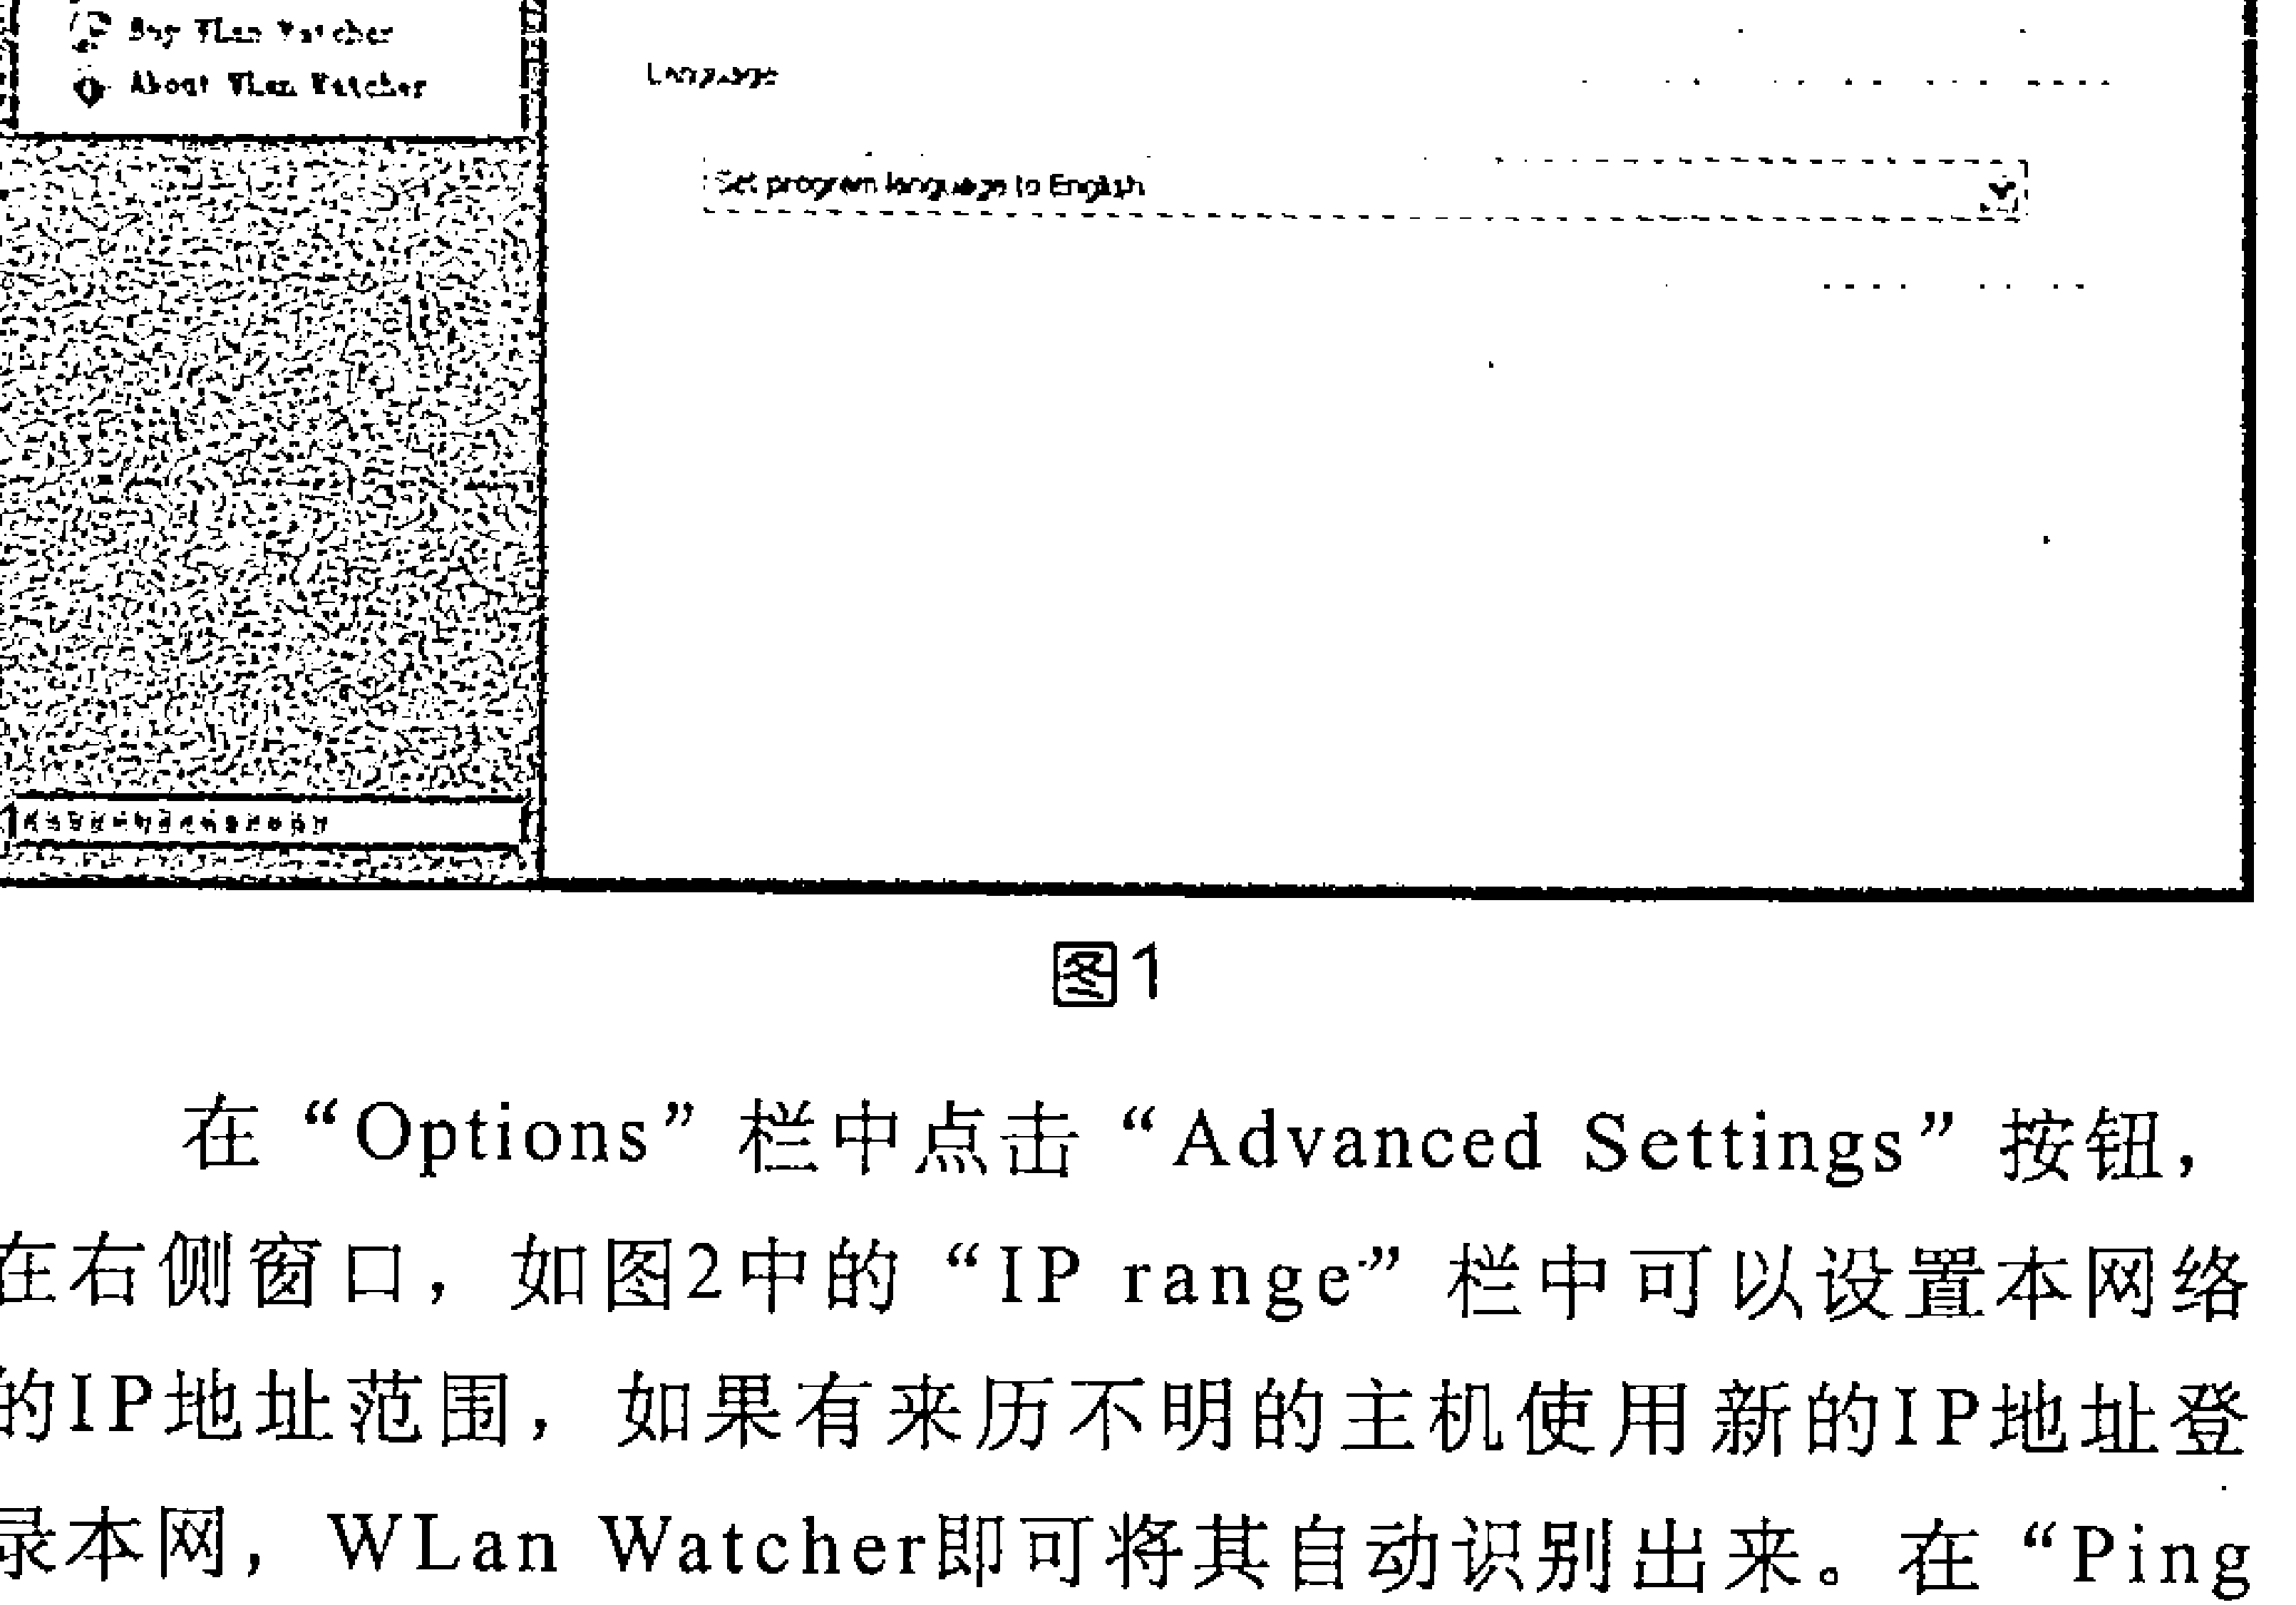 Buy WLan Watcher
About WLan Watcher
Language
Set program language to English
图1
在“Options”栏中点击“Advanced Settings”按钮，
在右侧窗口，如图2中的“IP range”栏中可以设置本网络
的IP地址范围，如果有来历不明的主机使用新的IP地址登
录本网，WLan Watcher即可将其自动识别出来。在“Ping